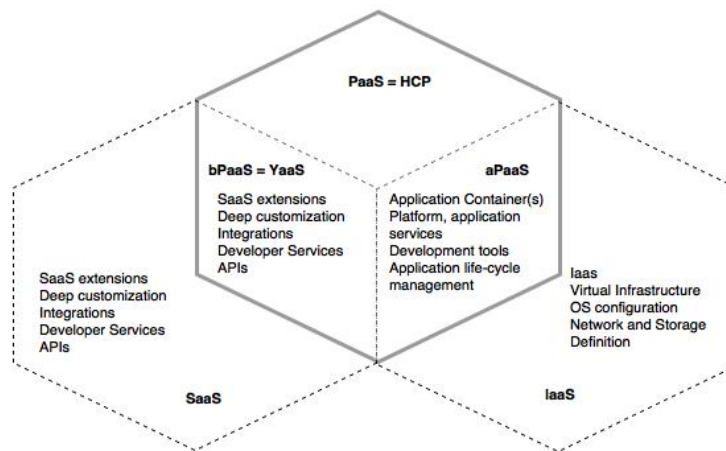 PaaS = HCP
bPaaS = YaaS
SaaS extensions
Deep customization
Integrations
Developer Services
APIs
aPaaS
Application Container(s)
Platform, application
services
Development tools
Application life-cycle
management
SaaS extensions
Deep customization
Integrations
Developer Services
APIs
SaaS
Iaas
Virtual Infrastructure
OS configuration
Network and Storage
Definition
IaaS